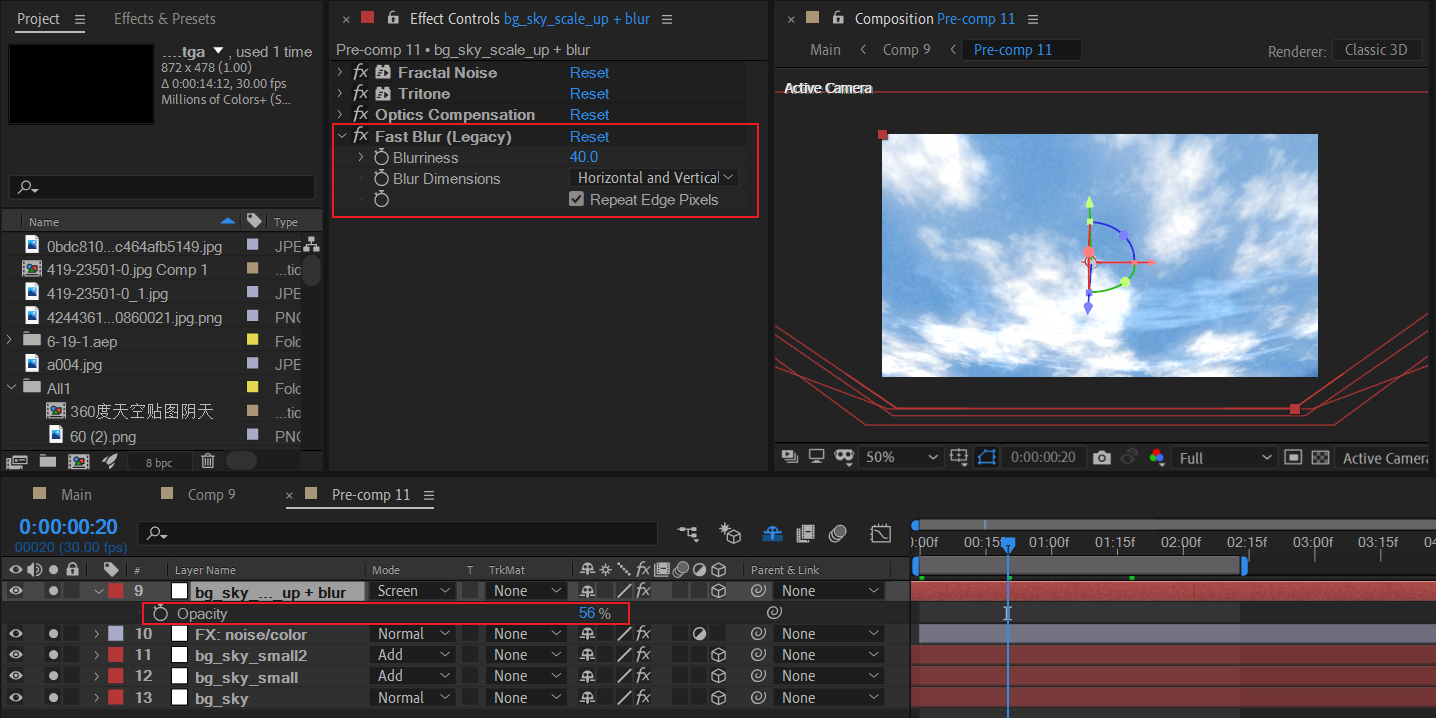 Project
Effects & Presets
....tga ▼, used 1 time
872 x 478 (1.00)
Δ 0:00:14:12, 30.00 fps
Millions of Colors+ (S...
Name Type
0bdc810...c464afb5149.jpg JPE
419-23501-0.jpg Comp 1 ...tic
419-23501-0_1.jpg JPE
4244361...0860021.jpg.png PNG
6-19-1.aep Fold
a004.jpg JPE
All1 Fold
360度天空贴图阴天 ...tic
60 (2).png PNG
8 bpc
× Effect Controls bg_sky_scale_up + blur
Pre-comp 11 • bg_sky_scale_up + blur
fx Fractal Noise Reset
fx Tritone Reset
fx Optics Compensation Reset
fx Fast Blur (Legacy) Reset
Blurriness 40.0
Blur Dimensions Horizontal and Vertical
Repeat Edge Pixels
× Composition Pre-comp 11
Main < Comp 9 < Pre-comp 11
Renderer: Classic 3D
Active Camera
50% 0:00:00:20 Full Active Camera
Main
Comp 9
× Pre-comp 11
0:00:00:20
00020 (30.00 fps)
):00f 00:15f 01:00f 01:15f 02:00f 02:15f 03:00f 03:15f 04
# Layer Name Mode T TrkMat fx Parent & Link
9 bg_sky_..._up + blur Screen None fx None
Opacity 56 %
10 FX: noise/color Normal None fx None
11 bg_sky_small2 Add None fx None
12 bg_sky_small Add None fx None
13 bg_sky Normal None fx None